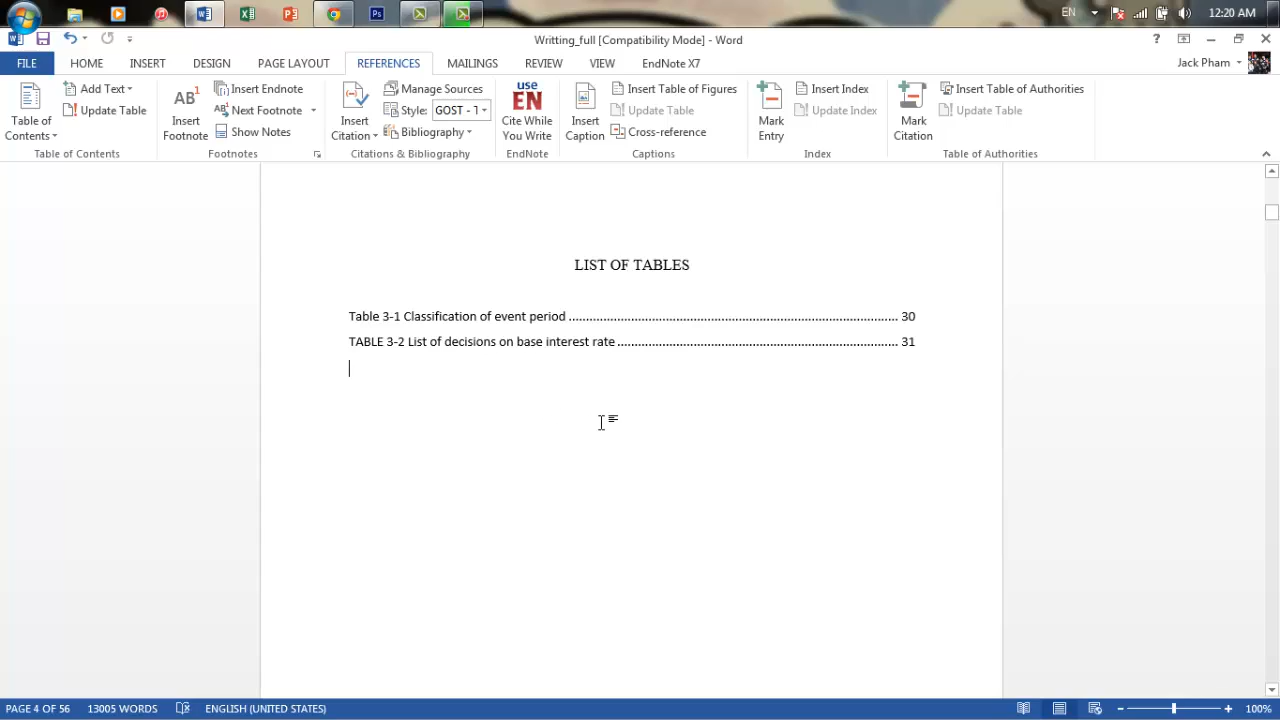 EN
12:20 AM
Writting_full [Compatibility Mode] - Word
FILE
HOME
INSERT
DESIGN
PAGE LAYOUT
REFERENCES
MAILINGS
REVIEW
VIEW
EndNote X7
Jack Pham
Table of Contents
Add Text
Update Table
Table of Contents
AB¹
Insert Footnote
Insert Endnote
Next Footnote
Show Notes
Footnotes
Insert Citation
Manage Sources
Style: GOST -
Bibliography
Citations & Bibliography
use
EN
Cite While You Write
EndNote
Insert Caption
Insert Table of Figures
Update Table
Cross-reference
Captions
Mark Entry
Insert Index
Update Index
Index
Mark Citation
Insert Table of Authorities
Update Table
Table of Authorities
LIST OF TABLES
Table 3-1 Classification of event period ........ 30
TABLE 3-2 List of decisions on base interest rate ........ 31
PAGE 4 OF 56
13005 WORDS
ENGLISH (UNITED STATES)
100%